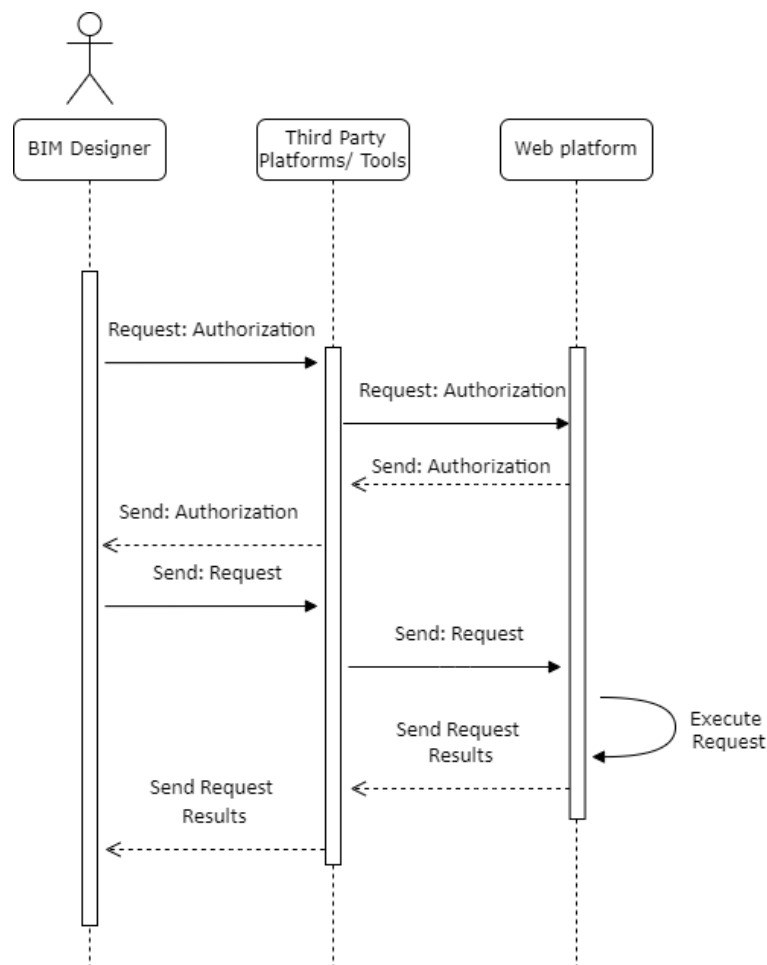 BIM Designer
Third Party
Platforms/ Tools
Web platform
Request: Authorization
Request: Authorization
Send: Authorization
Send: Authorization
Send: Request
Send: Request
Execute
Request
Send Request
Results
Send Request
Results